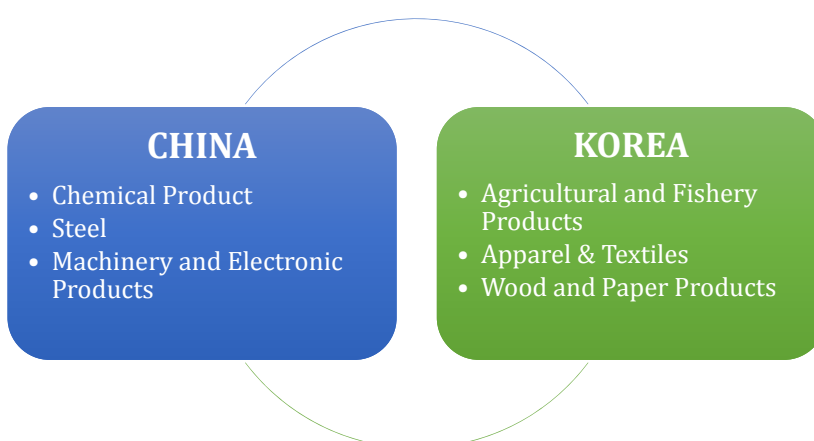 CHINA
• Chemical Product
• Steel
• Machinery and Electronic
Products
KOREA
• Agricultural and Fishery
Products
• Apparel & Textiles
• Wood and Paper Products